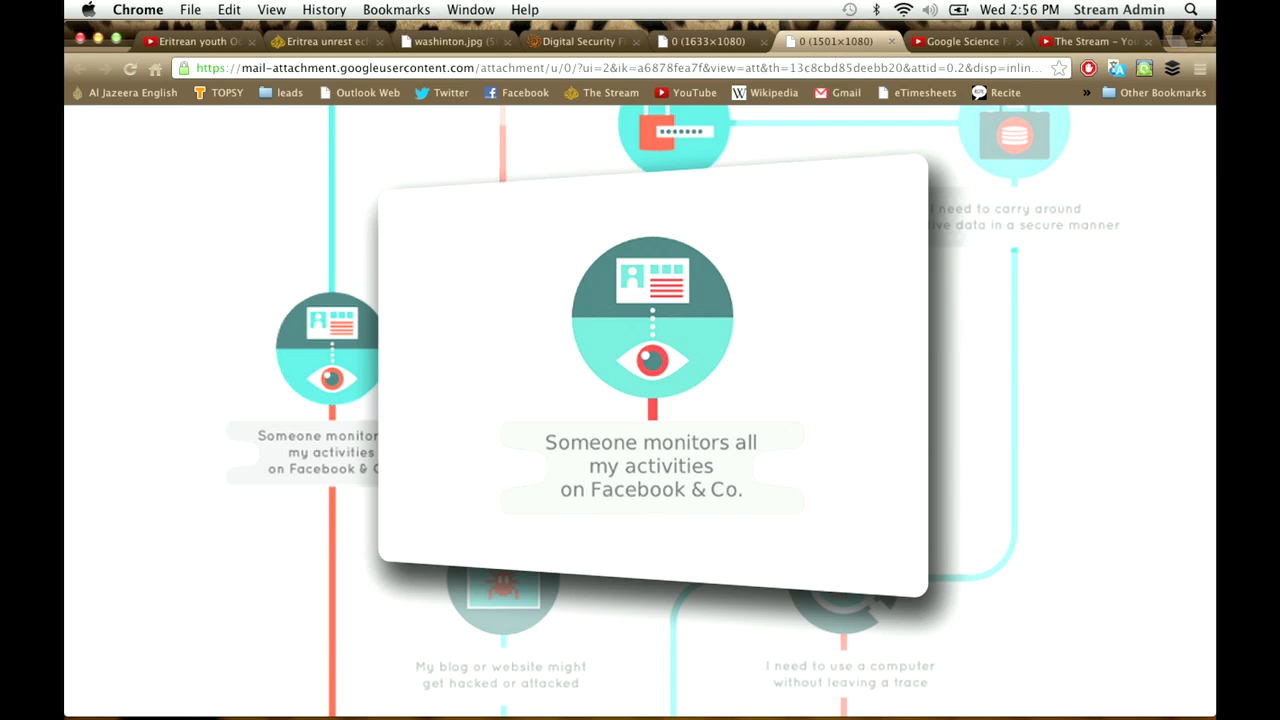 Chrome File Edit View History Bookmarks Window Help Wed 2:56 PM Stream Admin
Eritrean youth O Eritrea unrest ec washinton.jpg (5 Digital Security F 0 (1633×1080) 0 (1501×1080) Google Science F The Stream – You
https://mail-attachment.googleusercontent.com/attachment/u/0/?ui=2&ik=a6878fea7f&view=att&th=13c8cbd85deebb20&attid=0.2&disp=inlin...
Al Jazeera English TOPSY leads Outlook Web Twitter Facebook The Stream YouTube Wikipedia Gmail eTimesheets Recite » Other Bookmarks
I need to carry around
ive data in a secure manner
Someone monitors all
my activities
on Facebook & Co.
Someone monitor
my activities
on Facebook & C
My blog or website might
get hacked or attacked
I need to use a computer
without leaving a trace